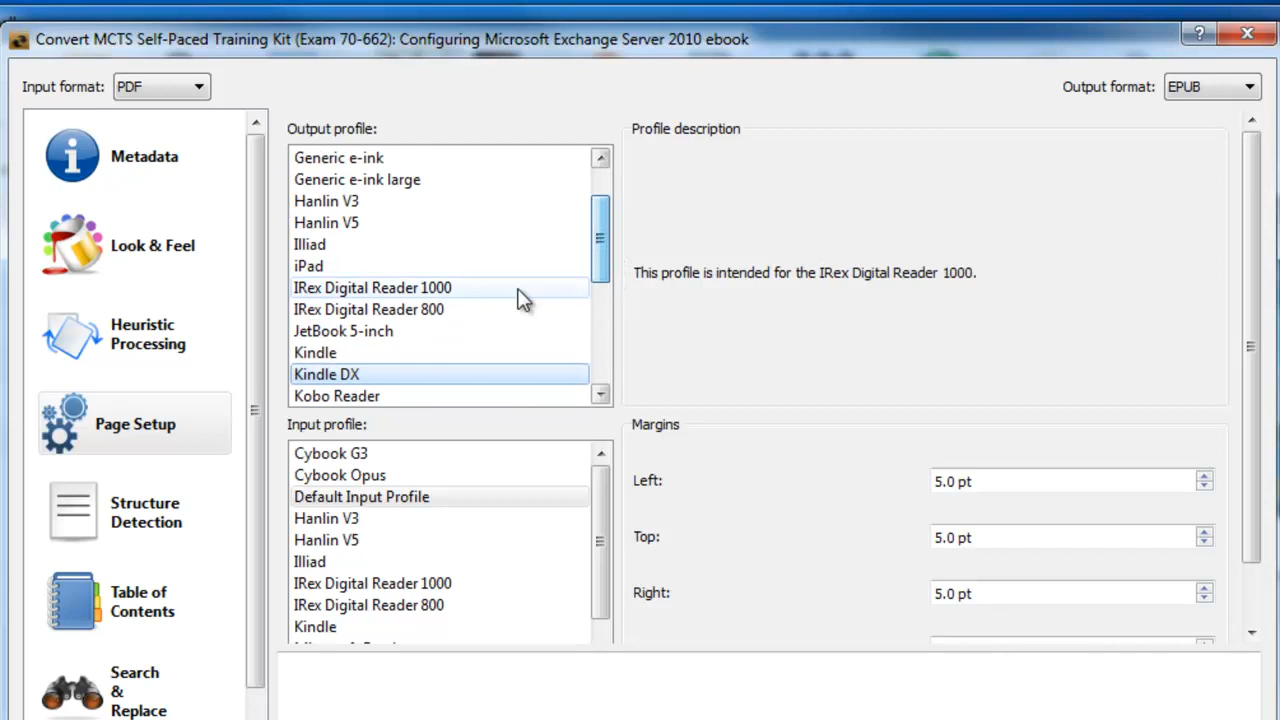 Convert MCTS Self-Paced Training Kit (Exam 70-662): Configuring Microsoft Exchange Server 2010 ebook
?
Input format:
PDF
Output format:
EPUB
Metadata
Look & Feel
Heuristic
Processing
Page Setup
Structure
Detection
Table of
Contents
Search
&
Replace
Output profile:
Generic e-ink
Generic e-ink large
Hanlin V3
Hanlin V5
Illiad
iPad
IRex Digital Reader 1000
IRex Digital Reader 800
JetBook 5-inch
Kindle
Kindle DX
Kobo Reader
Profile description
This profile is intended for the IRex Digital Reader 1000.
Input profile:
Cybook G3
Cybook Opus
Default Input Profile
Hanlin V3
Hanlin V5
Illiad
IRex Digital Reader 1000
IRex Digital Reader 800
Kindle
Margins
Left:
5.0 pt
Top:
5.0 pt
Right:
5.0 pt